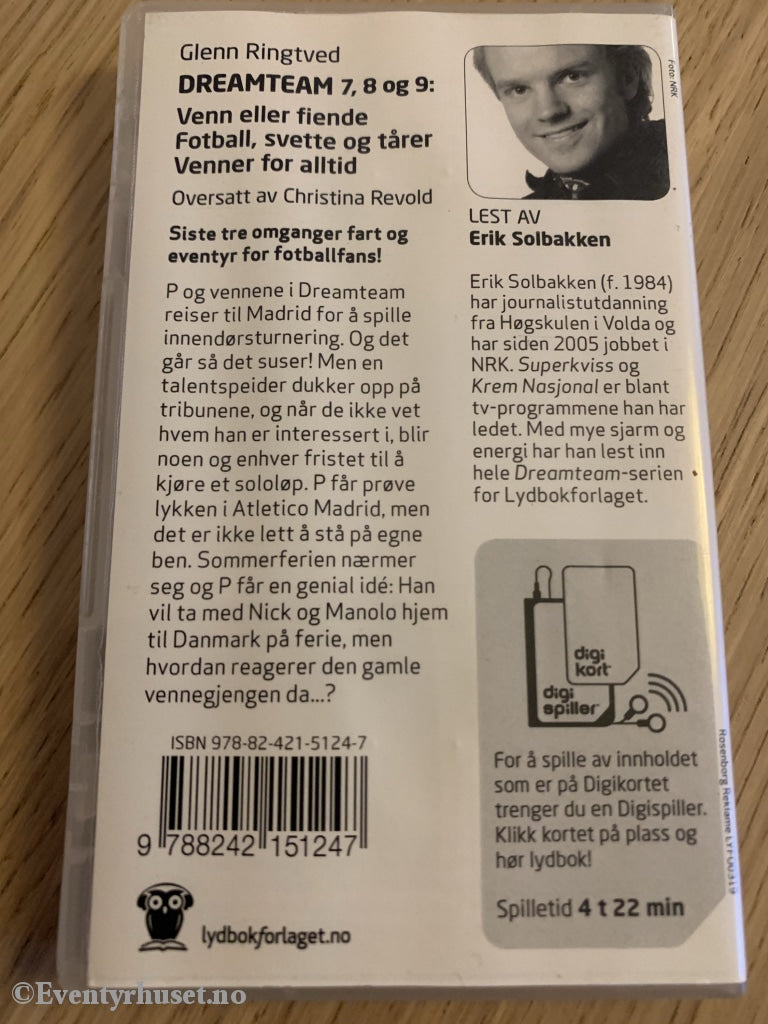 Glenn Ringtved
DREAMTEAM 7, 8 og 9:
Venn eller fiende
Fotball, svette og tårer
Venner for alltid
Oversatt av Christina Revold
Siste tre omganger fart og
eventyr for fotballfans!
P og vennene i Dreamteam
reiser til Madrid for å spille
innendørsturnering. Og det
går så det suser! Men en
talentspeider dukker opp på
tribunene, og når de ikke vet
hvem han er interessert i, blir
noen og enhver fristet til å
kjøre et sololøp. P får prøve
lykken i Atletico Madrid, men
det er ikke lett å stå på egne
ben. Sommerferien nærmer
seg og P får en genial idé: Han
vil ta med Nick og Manolo hjem
til Danmark på ferie, men
hvordan reagerer den gamle
vennegjengen da...?
ISBN 978-82-421-5124-7
9 788242 151247
lydbokforlaget.no
Foto: NRK
LEST AV
Erik Solbakken
Erik Solbakken (f. 1984)
har journalistutdanning
fra Høgskulen i Volda og
har siden 2005 jobbet i
NRK. Superkviss og
Krem Nasjonal er blant
tv-programmene han har
ledet. Med mye sjarm og
energi har han lest inn
hele Dreamteam-serien
for Lydbokforlaget.
digi
kort
digi
spiller
For å spille av innholdet
som er på Digikortet
trenger du en Digispiller.
Klikk kortet på plass og
hør lydbok!
Spilletid 4 t 22 min
Rosenborg Reklame
©Eventyrhuset.no